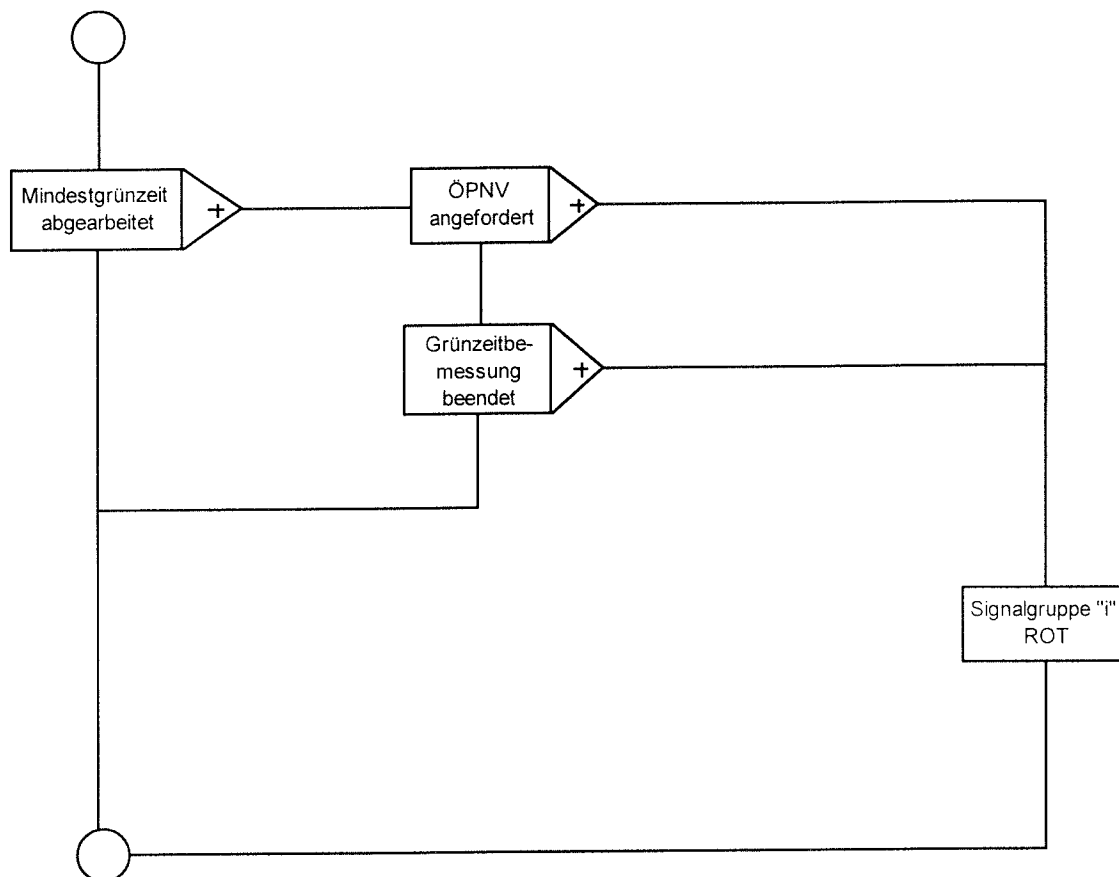 Mindestgrünzeit
abgearbeitet
+
ÖPNV
angefordert
+
Grünzeitbe-
messung
beendet
+
Signalgruppe "i"
ROT